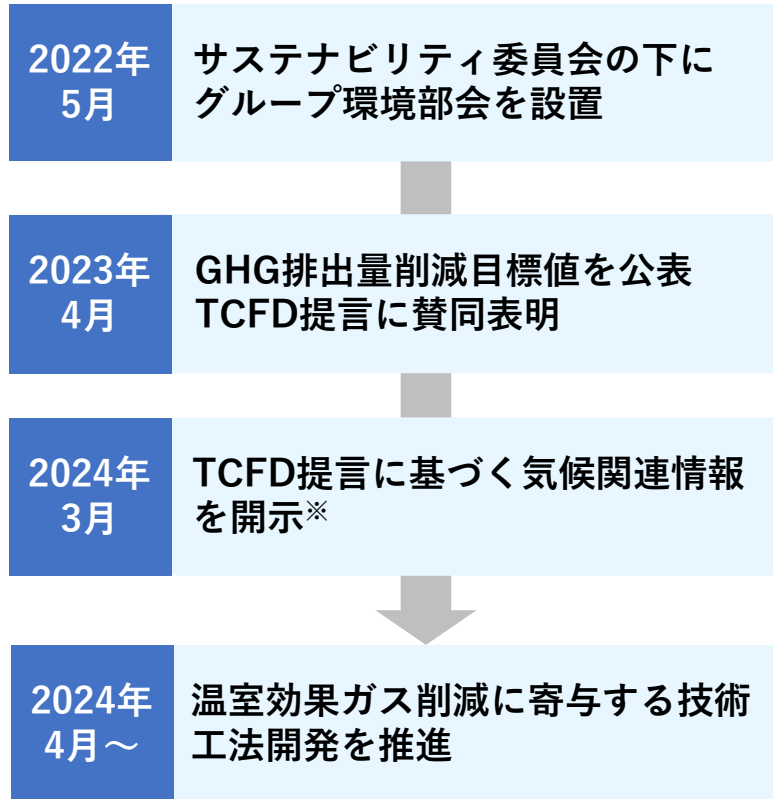 2022年
5月
サステナビリティ委員会の下に
グループ環境部会を設置
2023年
4月
GHG排出量削減目標値を公表
TCFD提言に賛同表明
2024年
3月
TCFD提言に基づく気候関連情報
を開示※
2024年
4月～
温室効果ガス削減に寄与する技術
工法開発を推進